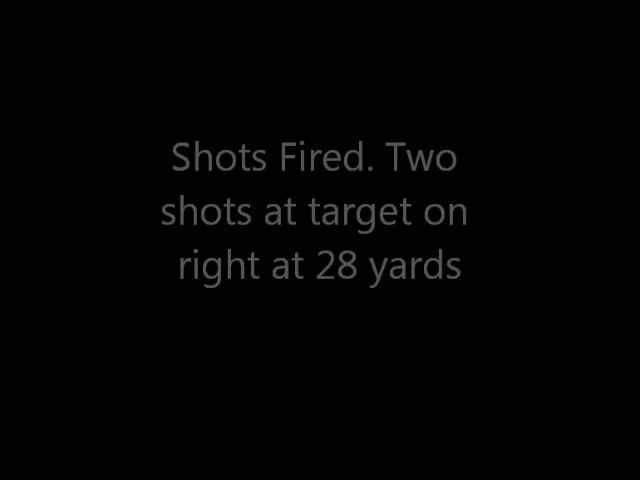 Shots Fired. Two
shots at target on
right at 28 yards